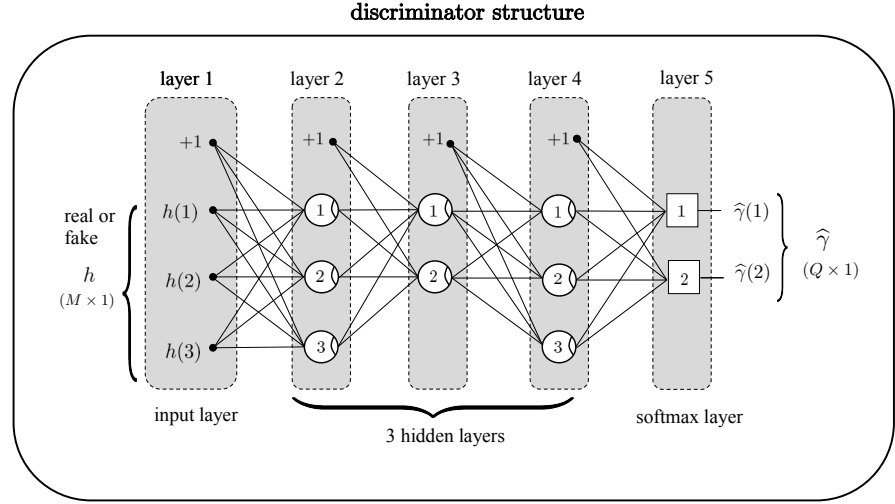 discriminator structure
layer 1
layer 2
layer 3
layer 4
layer 5
+1
+1
+1
+1
real or
fake
h
(M × 1)
h(1)
h(2)
h(3)
1
2
3
1
2
1
2
3
1
2
γ̂(1)
γ̂(2)
γ̂
(Q × 1)
input layer
3 hidden layers
softmax layer